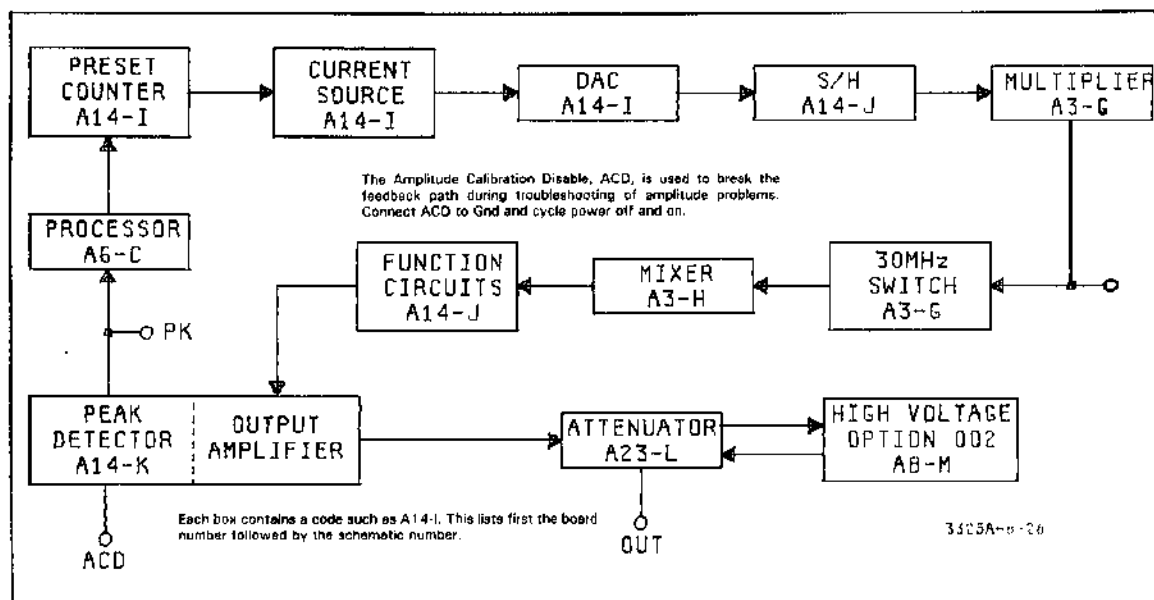 PRESET
COUNTER
A14-I
CURRENT
SOURCE
A14-I
DAC
A14-I
S/H
A14-J
MULTIPLIER
A3-G
The Amplitude Calibration Disable, ACD, is used to break the
feedback path during troubleshooting of amplitude problems.
Connect ACD to Gnd and cycle power off and on.
PROCESSOR
A6-C
FUNCTION
CIRCUITS
A14-J
MIXER
A3-H
30MHz
SWITCH
A3-G
PK
PEAK
DETECTOR
A14-K
OUTPUT
AMPLIFIER
ATTENUATOR
A23-L
HIGH VOLTAGE
OPTION 002
A8-M
Each box contains a code such as A14-I. This lists first the board
number followed by the schematic number.
ACD
OUT